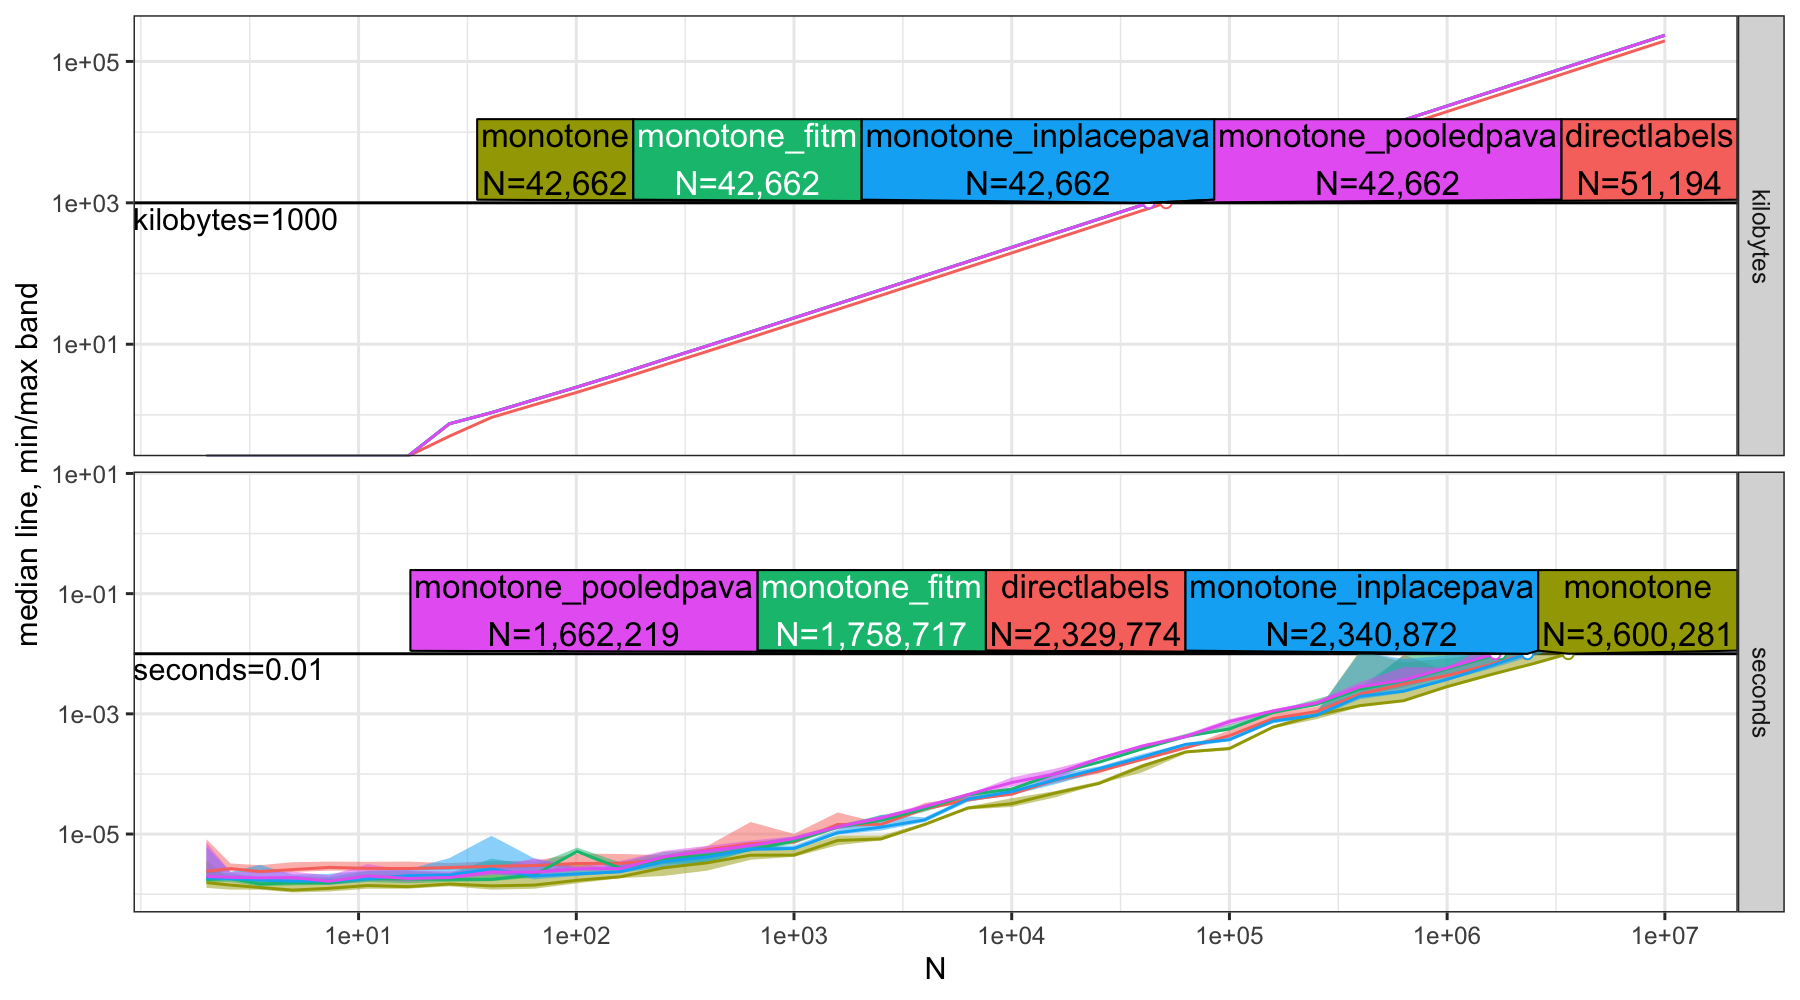 1e+05
monotone monotone_fitm monotone_inplacepava monotone_pooledpava directlabels
N=42,662 N=42,662 N=42,662 N=42,662 N=51,194
1e+03
kilobytes=1000
1e+01
kilobytes
median line, min/max band
1e+01
monotone_pooledpava monotone_fitm directlabels monotone_inplacepava monotone
1e-01
N=1,662,219 N=1,758,717 N=2,329,774 N=2,340,872 N=3,600,281
seconds=0.01
1e-03
1e-05
seconds
1e+01 1e+02 1e+03 1e+04 1e+05 1e+06 1e+07
N